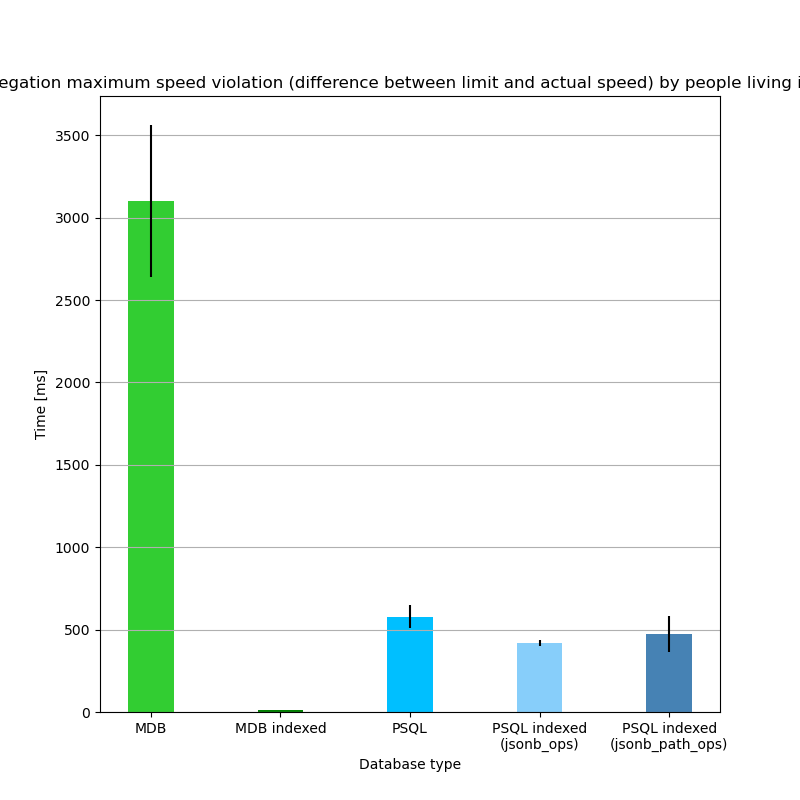 egation maximum speed violation (difference between limit and actual speed) by people living i
3500
3000
2500
2000
1500
1000
500
0
Time [ms]
MDB
MDB indexed
PSQL
PSQL indexed
(jsonb_ops)
PSQL indexed
(jsonb_path_ops)
Database type